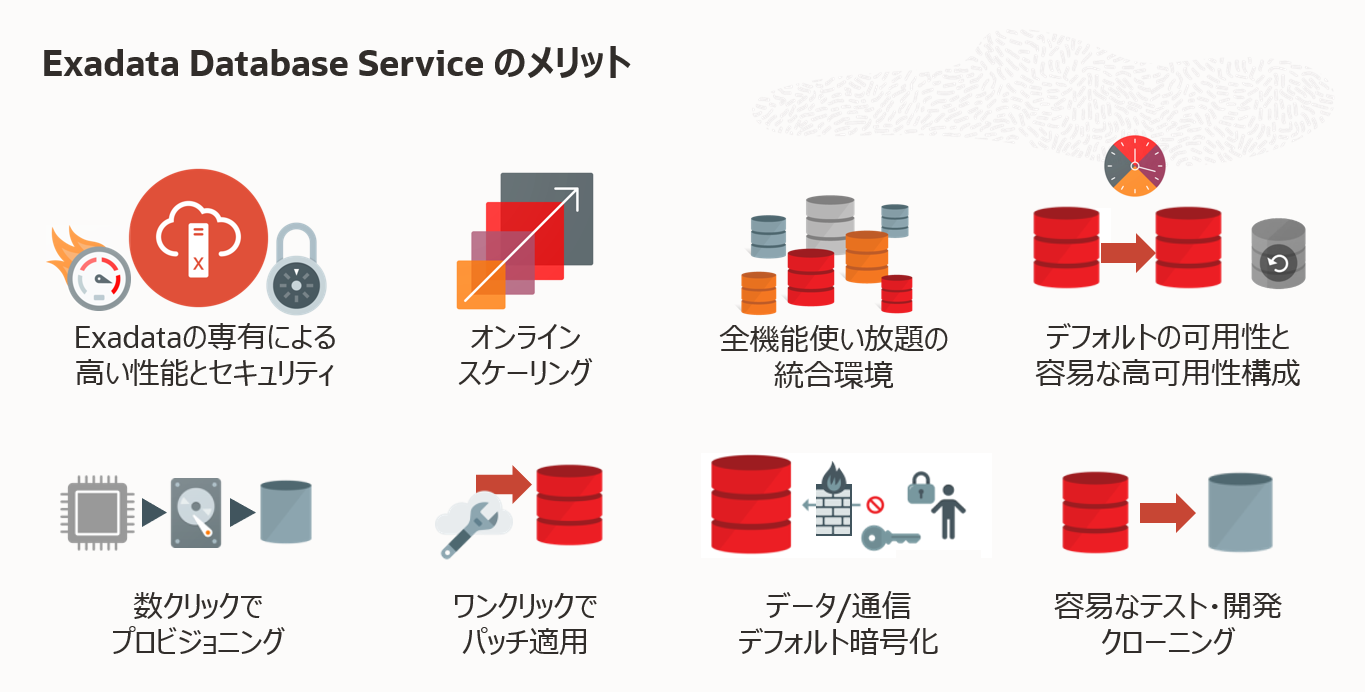 Exadata Database Service のメリット
X
Exadataの専有による
高い性能とセキュリティ
オンライン
スケーリング
全機能使い放題の
統合環境
デフォルトの可用性と
容易な高可用性構成
数クリックで
プロビジョニング
ワンクリックで
パッチ適用
データ/通信
デフォルト暗号化
容易なテスト・開発
クローニング